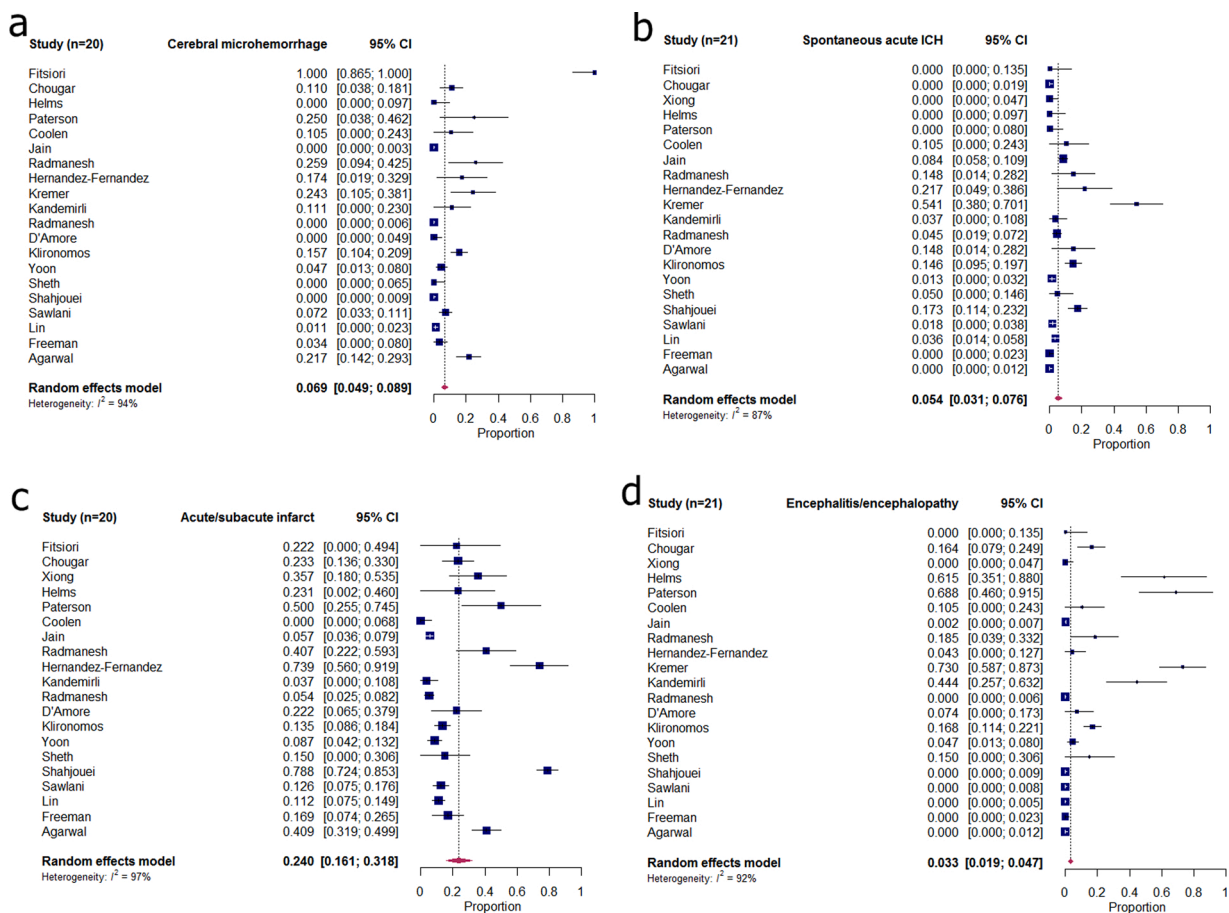 a
Study (n=20) Cerebral microhemorrhage 95% CI
Fitsiori 1.000 [0.865; 1.000]
Chougar 0.110 [0.038; 0.181]
Helms 0.000 [0.000; 0.097]
Paterson 0.250 [0.038; 0.462]
Coolen 0.105 [0.000; 0.243]
Jain 0.000 [0.000; 0.003]
Radmanesh 0.259 [0.094; 0.425]
Hernandez-Fernandez 0.174 [0.019; 0.329]
Kremer 0.243 [0.105; 0.381]
Kandemirli 0.111 [0.000; 0.230]
Radmanesh 0.000 [0.000; 0.006]
D'Amore 0.000 [0.000; 0.049]
Klironomos 0.157 [0.104; 0.209]
Yoon 0.047 [0.013; 0.080]
Sheth 0.000 [0.000; 0.065]
Shahjouei 0.000 [0.000; 0.009]
Sawlani 0.072 [0.033; 0.111]
Lin 0.011 [0.000; 0.023]
Freeman 0.034 [0.000; 0.080]
Agarwal 0.217 [0.142; 0.293]
Random effects model 0.069 [0.049; 0.089]
Heterogeneity: I² = 94%
0 0.2 0.4 0.6 0.8 1
Proportion
b
Study (n=21) Spontaneous acute ICH 95% CI
Fitsiori 0.000 [0.000; 0.135]
Chougar 0.000 [0.000; 0.019]
Xiong 0.000 [0.000; 0.047]
Helms 0.000 [0.000; 0.097]
Paterson 0.000 [0.000; 0.080]
Coolen 0.105 [0.000; 0.243]
Jain 0.084 [0.058; 0.109]
Radmanesh 0.148 [0.014; 0.282]
Hernandez-Fernandez 0.217 [0.049; 0.386]
Kremer 0.541 [0.380; 0.701]
Kandemirli 0.037 [0.000; 0.108]
Radmanesh 0.045 [0.019; 0.072]
D'Amore 0.148 [0.014; 0.282]
Klironomos 0.146 [0.095; 0.197]
Yoon 0.013 [0.000; 0.032]
Sheth 0.050 [0.000; 0.146]
Shahjouei 0.173 [0.114; 0.232]
Sawlani 0.018 [0.000; 0.038]
Lin 0.036 [0.014; 0.058]
Freeman 0.000 [0.000; 0.023]
Agarwal 0.000 [0.000; 0.012]
Random effects model 0.054 [0.031; 0.076]
Heterogeneity: I² = 87%
0 0.2 0.4 0.6 0.8 1
Proportion
c
Study (n=20) Acute/subacute infarct 95% CI
Fitsiori 0.222 [0.000; 0.494]
Chougar 0.233 [0.136; 0.330]
Xiong 0.357 [0.180; 0.535]
Helms 0.231 [0.002; 0.460]
Paterson 0.500 [0.255; 0.745]
Coolen 0.000 [0.000; 0.068]
Jain 0.057 [0.036; 0.079]
Radmanesh 0.407 [0.222; 0.593]
Hernandez-Fernandez 0.739 [0.560; 0.919]
Kandemirli 0.037 [0.000; 0.108]
Radmanesh 0.054 [0.025; 0.082]
D'Amore 0.222 [0.065; 0.379]
Klironomos 0.135 [0.086; 0.184]
Yoon 0.087 [0.042; 0.132]
Sheth 0.150 [0.000; 0.306]
Shahjouei 0.788 [0.724; 0.853]
Sawlani 0.126 [0.075; 0.176]
Lin 0.112 [0.075; 0.149]
Freeman 0.169 [0.074; 0.265]
Agarwal 0.409 [0.319; 0.499]
Random effects model 0.240 [0.161; 0.318]
Heterogeneity: I² = 97%
0 0.2 0.4 0.6 0.8 1
Proportion
d
Study (n=21) Encephalitis/encephalopathy 95% CI
Fitsiori 0.000 [0.000; 0.135]
Chougar 0.164 [0.079; 0.249]
Xiong 0.000 [0.000; 0.047]
Helms 0.615 [0.351; 0.880]
Paterson 0.688 [0.460; 0.915]
Coolen 0.105 [0.000; 0.243]
Jain 0.002 [0.000; 0.007]
Radmanesh 0.185 [0.039; 0.332]
Hernandez-Fernandez 0.043 [0.000; 0.127]
Kremer 0.730 [0.587; 0.873]
Kandemirli 0.444 [0.257; 0.632]
Radmanesh 0.000 [0.000; 0.006]
D'Amore 0.074 [0.000; 0.173]
Klironomos 0.168 [0.114; 0.221]
Yoon 0.047 [0.013; 0.080]
Sheth 0.150 [0.000; 0.306]
Shahjouei 0.000 [0.000; 0.009]
Sawlani 0.000 [0.000; 0.008]
Lin 0.000 [0.000; 0.005]
Freeman 0.000 [0.000; 0.023]
Agarwal 0.000 [0.000; 0.012]
Random effects model 0.033 [0.019; 0.047]
Heterogeneity: I² = 92%
0 0.2 0.4 0.6 0.8 1
Proportion